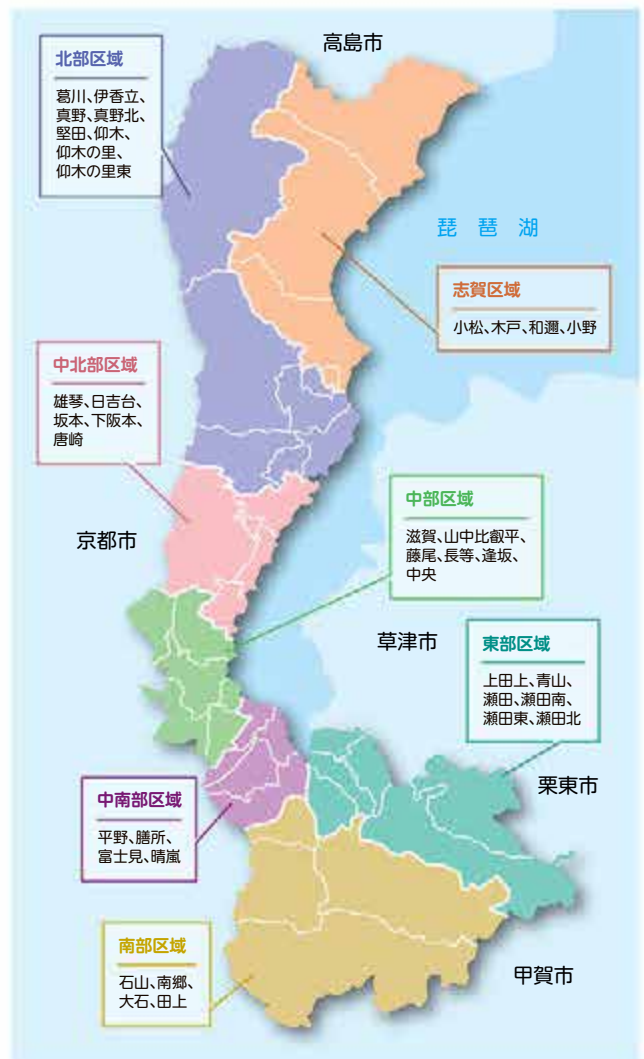 高島市
北部区域
葛川、伊香立、
真野、真野北、
堅田、仰木、
仰木の里、
仰木の里東
琵琶湖
志賀区域
小松、木戸、和邇、小野
中北部区域
雄琴、日吉台、
坂本、下阪本、
唐崎
中部区域
滋賀、山中比叡平、
藤尾、長等、逢坂、
中央
京都市
草津市
東部区域
上田上、青山、
瀬田、瀬田南、
瀬田東、瀬田北
栗東市
中南部区域
平野、膳所、
富士見、晴嵐
南部区域
石山、南郷、
大石、田上
甲賀市